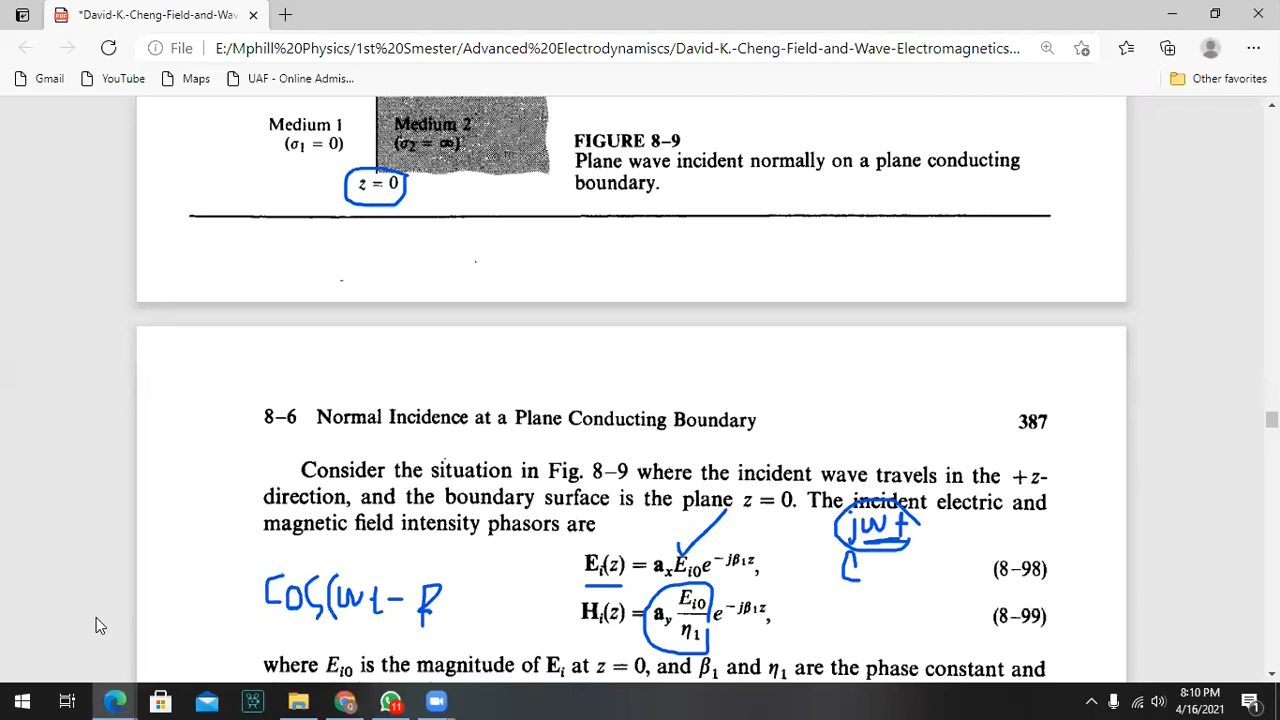 *David-K.-Cheng-Field-and-Wav
File
E:/Mphill%20Physics/1st%20Smester/Advanced%20Electrodynamiscs/David-K.-Cheng-Field-and-Wave-Electromagnetics...
Gmail YouTube Maps UAF - Online Admis... Other favorites
Medium 1 Medium 2
(σ₁ = 0) (σ₂ = ∞)
z = 0
FIGURE 8–9
Plane wave incident normally on a plane conducting
boundary.
8–6 Normal Incidence at a Plane Conducting Boundary 387
Consider the situation in Fig. 8–9 where the incident wave travels in the +z-
direction, and the boundary surface is the plane z = 0. The incident electric and
magnetic field intensity phasors are
jwt
Eᵢ(z) = aₓEᵢ₀e^{−jβ₁z}, (8–98)
Cos(wt-
Hᵢ(z) = a_y Eᵢ₀/η₁ e^{−jβ₁z}, (8–99)
where Eᵢ₀ is the magnitude of Eᵢ at z = 0, and β₁ and η₁ are the phase constant and
11
8:10 PM
4/16/2021
1